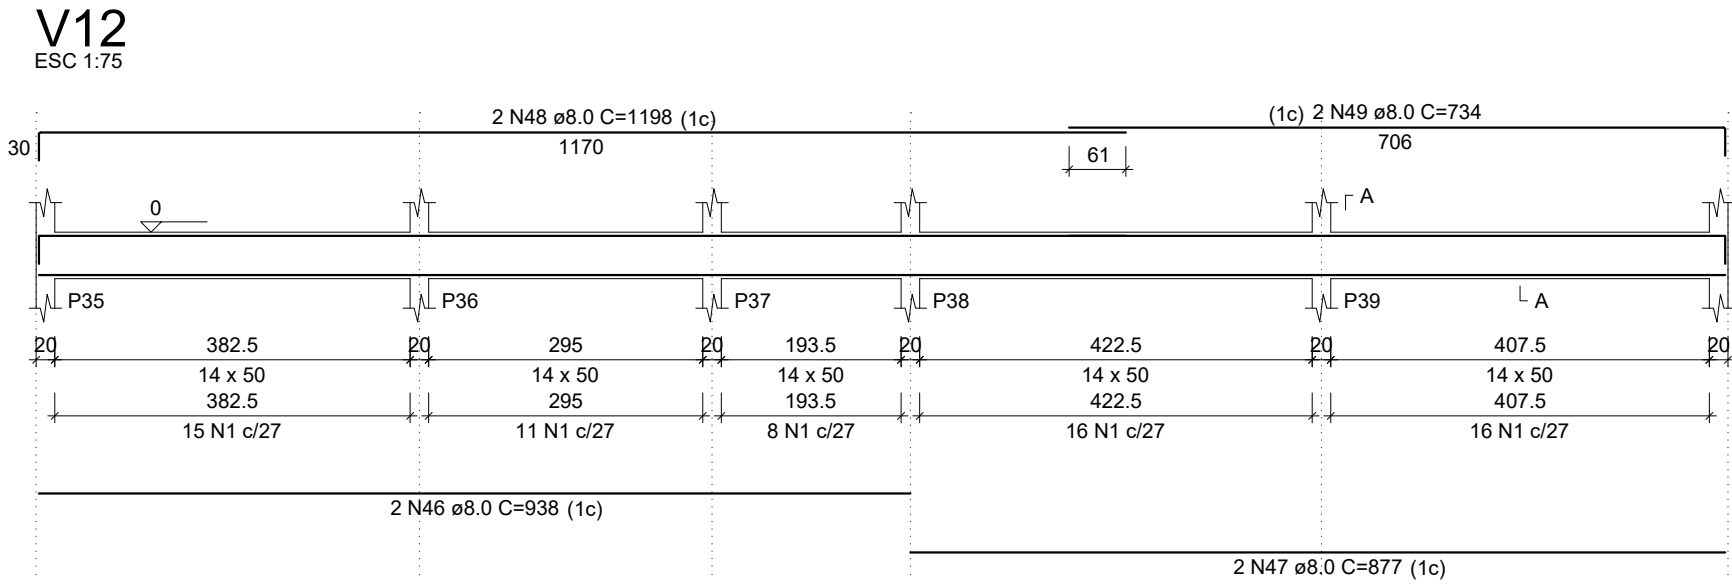 V12
ESC 1:75
2 N48 ø8.0 C=1198 (1c)
(1c) 2 N49 ø8.0 C=734
30
1170
706
61
0
A
P35
P36
P37
P38
P39
A
20 382.5 20 295 20 193.5 20 422.5 20 407.5 20
14 x 50 14 x 50 14 x 50 14 x 50 14 x 50
382.5 295 193.5 422.5 407.5
15 N1 c/27 11 N1 c/27 8 N1 c/27 16 N1 c/27 16 N1 c/27
2 N46 ø8.0 C=938 (1c)
2 N47 ø8.0 C=877 (1c)